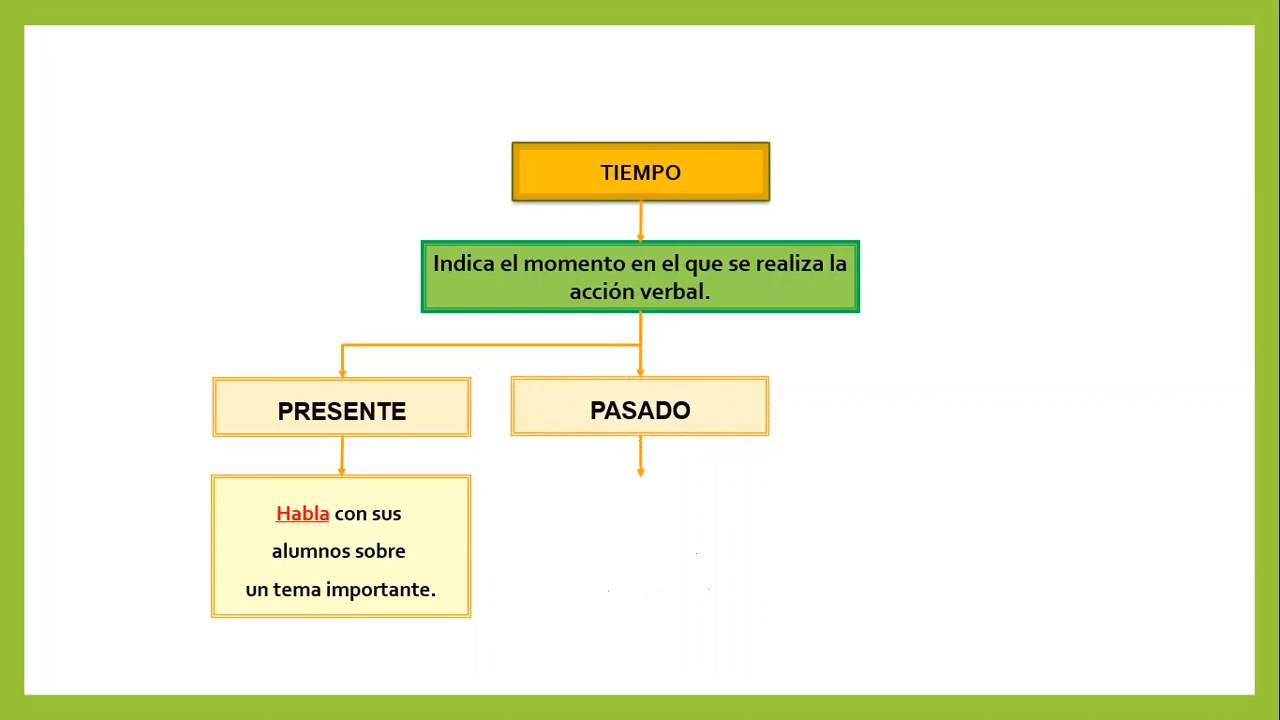 TIEMPO
Indica el momento en el que se realiza la
acción verbal.
PRESENTE
PASADO
Habla con sus
alumnos sobre
un tema importante.